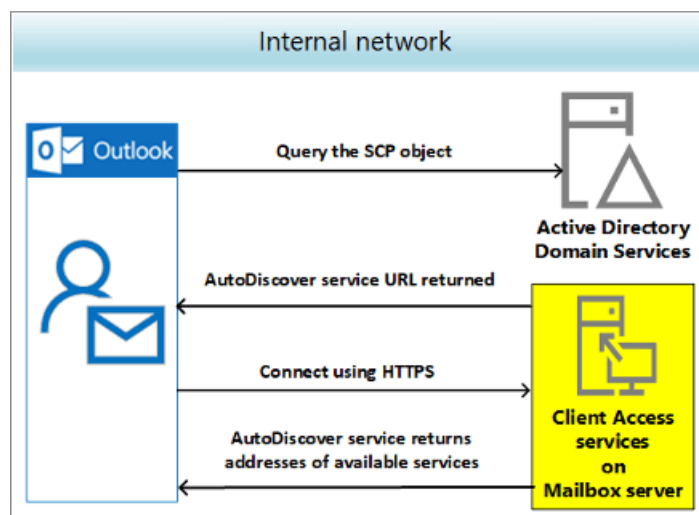 Internal network
Outlook
Query the SCP object
Active Directory
Domain Services
AutoDiscover service URL returned
Connect using HTTPS
AutoDiscover service returns
addresses of available services
Client Access
services
on
Mailbox server